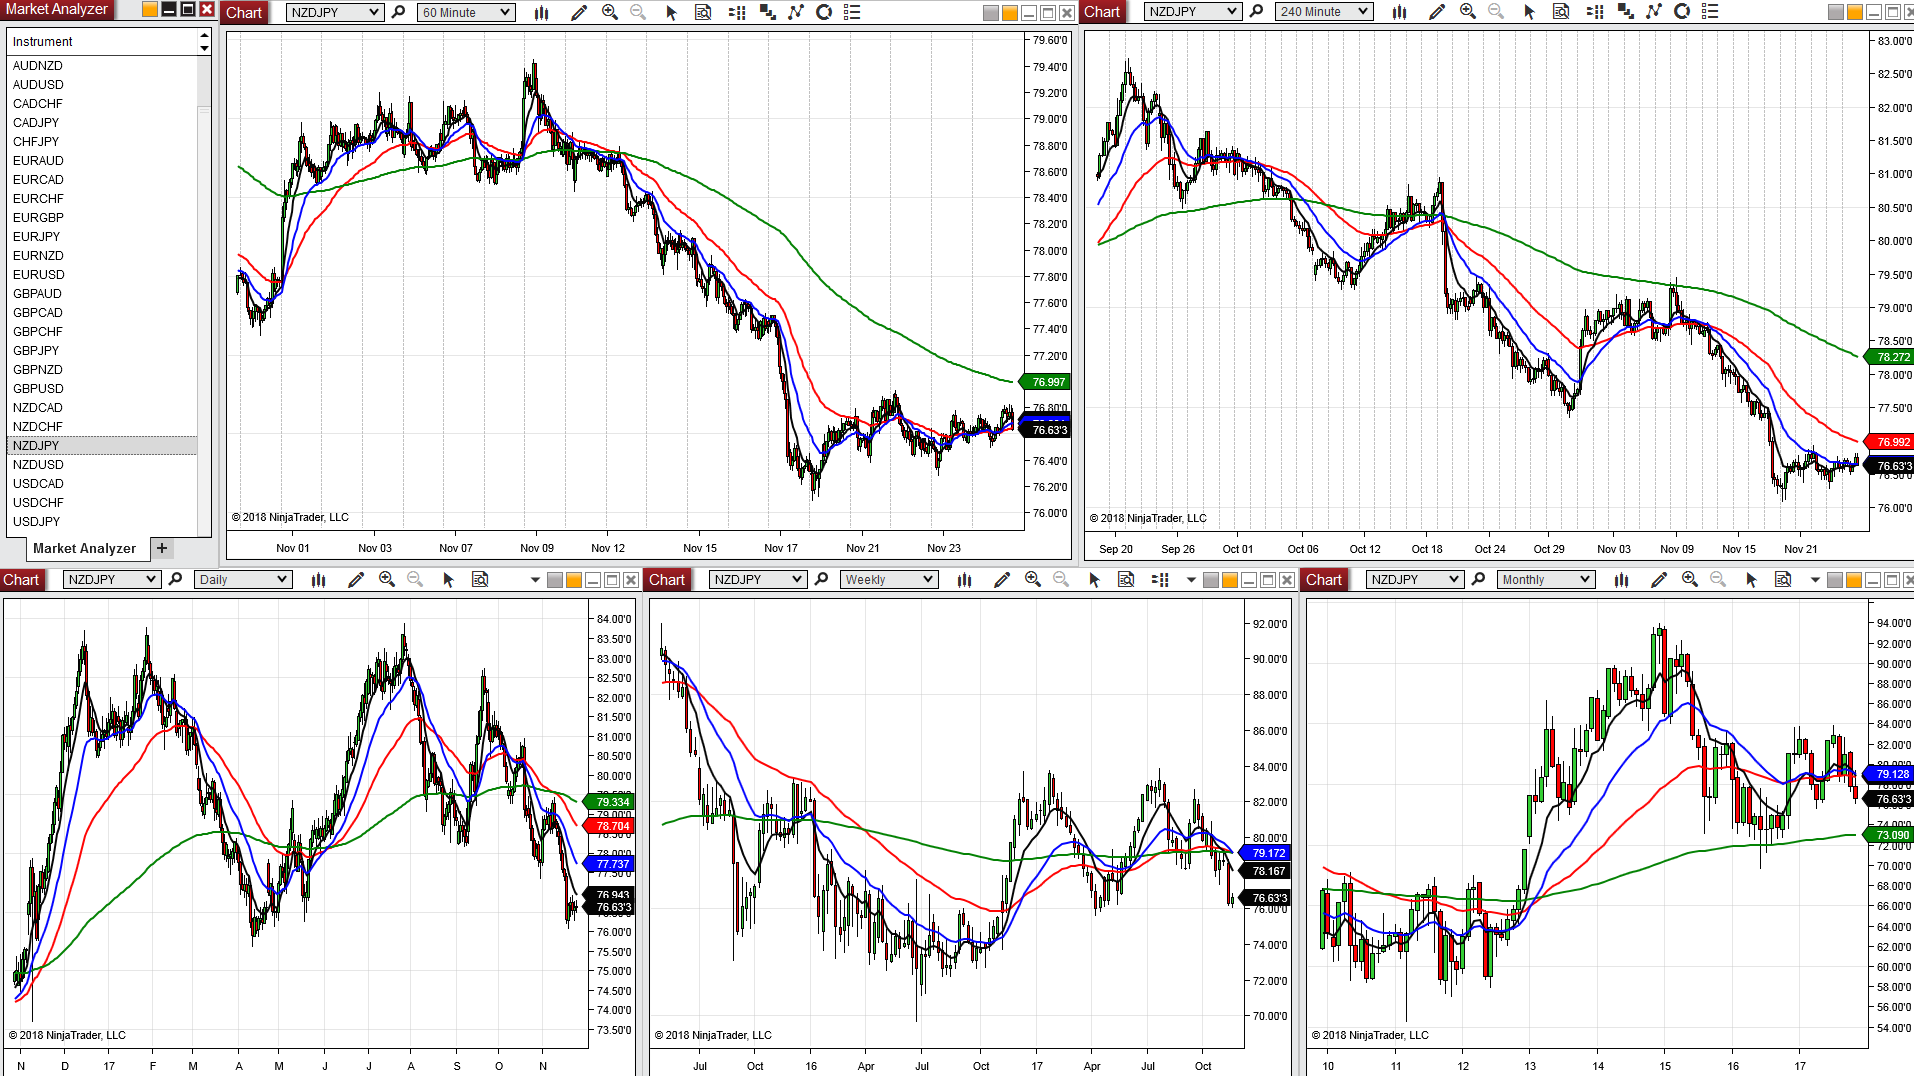 Market Analyzer
Instrument
AUDNZD
AUDUSD
CADCHF
CADJPY
CHFJPY
EURAUD
EURCAD
EURCHF
EURGBP
EURJPY
EURNZD
EURUSD
GBPAUD
GBPCAD
GBPCHF
GBPJPY
GBPNZD
GBPUSD
NZDCAD
NZDCHF
NZDJPY
NZDUSD
USDCAD
USDCHF
USDJPY
Market Analyzer +
Chart NZDJPY 60 Minute
79.60'0
79.40'0
79.20'0
79.00'0
78.80'0
78.60'0
78.40'0
78.20'0
78.00'0
77.80'0
77.60'0
77.40'0
77.20'0
76.997
76.80'0
76.63'3
76.40'0
76.20'0
76.00'0
© 2018 NinjaTrader, LLC
Nov 01 Nov 03 Nov 07 Nov 09 Nov 12 Nov 15 Nov 17 Nov 21 Nov 23
Chart NZDJPY 240 Minute
83.00'0
82.50'0
82.00'0
81.50'0
81.00'0
80.50'0
80.00'0
79.50'0
79.00'0
78.50'0
78.272
78.00'0
77.50'0
76.992
76.63'3
76.00'0
© 2018 NinjaTrader, LLC
Sep 20 Sep 26 Oct 01 Oct 06 Oct 12 Oct 18 Oct 24 Oct 29 Nov 03 Nov 09 Nov 15 Nov 21
Chart NZDJPY Daily
84.00'0
83.50'0
83.00'0
82.50'0
82.00'0
81.50'0
81.00'0
80.50'0
80.00'0
79.334
78.704
78.00'0
77.737
76.943
76.63'3
76.00'0
75.50'0
75.00'0
74.50'0
74.00'0
73.50'0
© 2018 NinjaTrader, LLC
N D 17 F M A M J J A S O N
Chart NZDJPY Weekly
92.00'0
90.00'0
88.00'0
86.00'0
84.00'0
82.00'0
80.00'0
79.172
78.167
76.63'3
76.00'0
74.00'0
72.00'0
70.00'0
© 2018 NinjaTrader, LLC
Jul Oct 16 Apr Jul Oct 17 Apr Jul Oct
Chart NZDJPY Monthly
94.00'0
92.00'0
90.00'0
88.00'0
86.00'0
84.00'0
82.00'0
79.128
76.63'3
74.00'0
73.090
70.00'0
68.00'0
66.00'0
64.00'0
62.00'0
60.00'0
58.00'0
56.00'0
54.00'0
© 2018 NinjaTrader, LLC
10 11 12 13 14 15 16 17